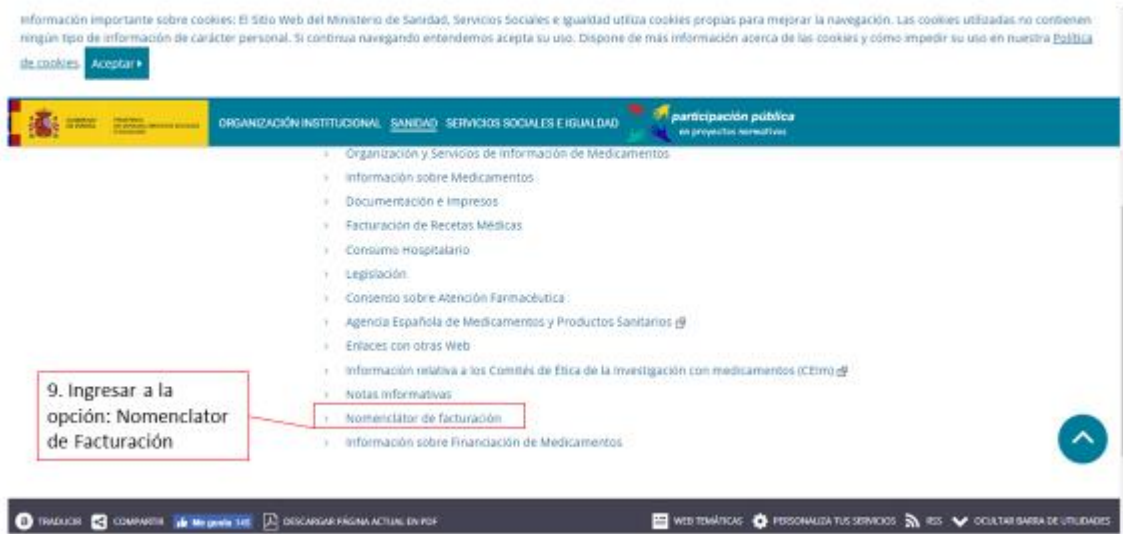 Información importante sobre cookies: El Sitio Web del Ministerio de Sanidad, Servicios Sociales e Igualdad utiliza cookies propias para mejorar la navegación. Las cookies utilizadas no contienen
ningún tipo de información de carácter personal. Si continua navegando entendemos acepta su uso. Dispone de más información acerca de las cookies y cómo impedir su uso en nuestra Política
de cookies. Aceptar
ORGANIZACIÓN INSTITUCIONAL SANIDAD SERVICIOS SOCIALES E IGUALDAD participación pública
en proyectos normativos
Organización y Servicios de Información de Medicamentos
Información sobre Medicamentos
Documentación e Impresos
Facturación de Recetas Médicas
Consumo Hospitalario
Legislación
Consenso sobre Atención Farmacéutica
Agencia Española de Medicamentos y Productos Sanitarios
Enlaces con otras Web
Información relativa a los Comités de Ética de la Investigación con medicamentos (CEIm)
Notas Informativas
9. Ingresar a la
opción: Nomenclator
de Facturación
Nomenclátor de facturación
Información sobre Financiación de Medicamentos
TRADUCIR COMPARTIR Me gusta 145 DESCARGAR PÁGINA ACTUAL EN PDF WEB TEMÁTICAS PERSONALIZA TUS SERVICIOS RSS OCULTAR BARRA DE UTILIDADES